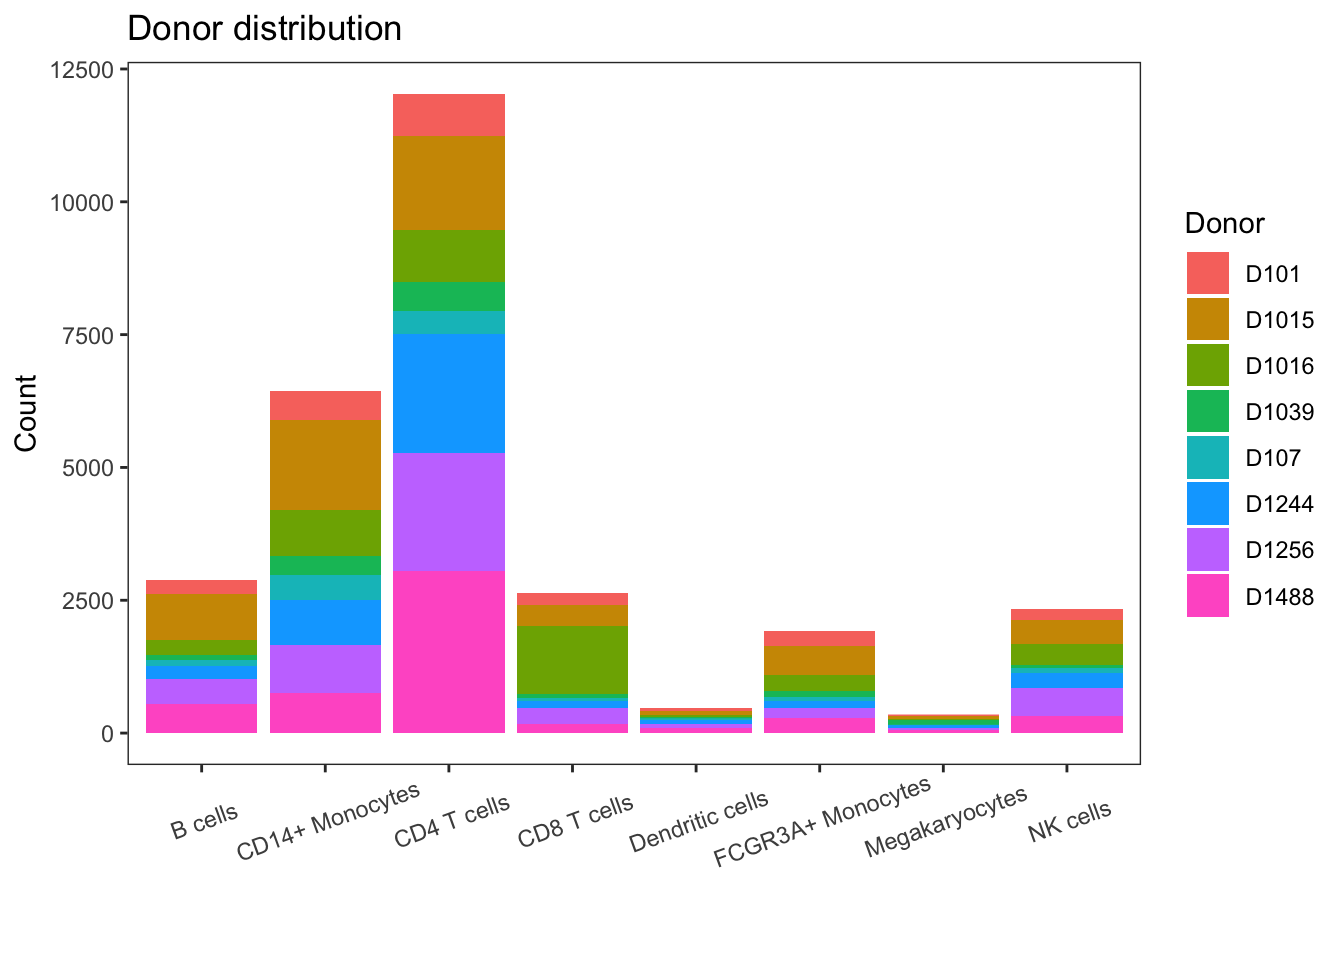 Donor distribution
12500
10000
7500
5000
2500
0
Count
B cells
CD14+ Monocytes
CD4 T cells
CD8 T cells
Dendritic cells
FCGR3A+ Monocytes
Megakaryocytes
NK cells
Donor
D101
D1015
D1016
D1039
D107
D1244
D1256
D1488